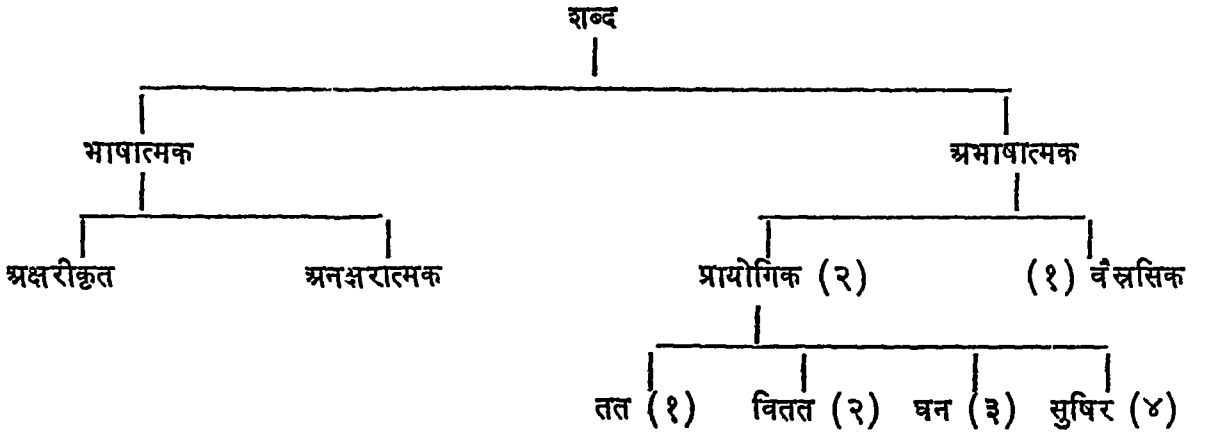 शब्द
भाषात्मक अभाषात्मक
अक्षरीकृत अनक्षरात्मक प्रायोगिक (२) (१) वैस्रसिक
तत (१) वितत (२) घन (३) सुषिर (४)